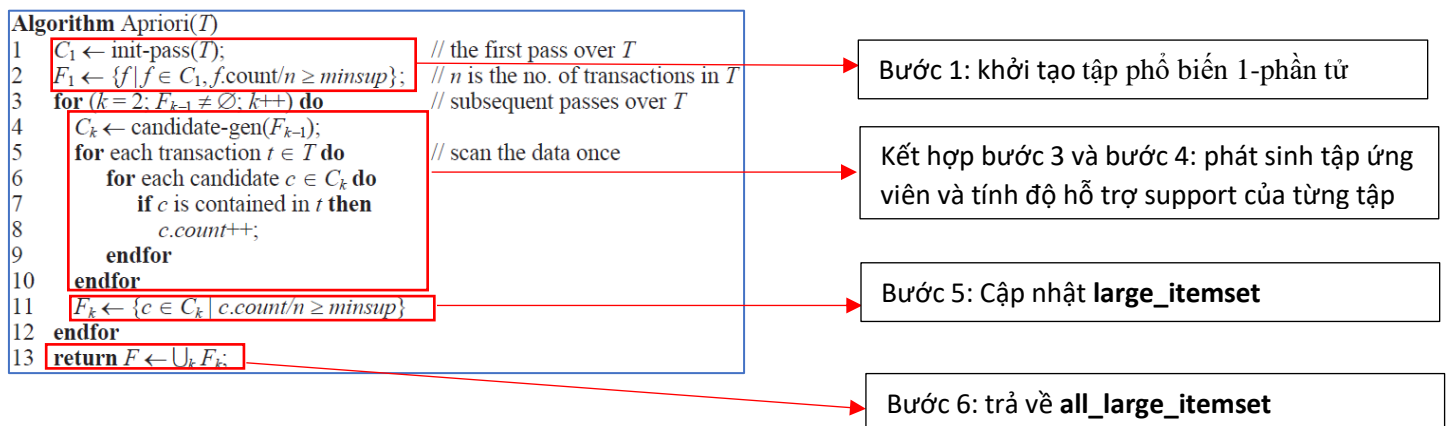 Algorithm Apriori(T)
1 C₁ ← init-pass(T); // the first pass over T
2 F₁ ← {f | f ∈ C₁, f.count/n ≥ minsup}; // n is the no. of transactions in T
3 for (k = 2; Fₖ₋₁ ≠ ∅; k++) do // subsequent passes over T
4 Cₖ ← candidate-gen(Fₖ₋₁);
5 for each transaction t ∈ T do // scan the data once
6 for each candidate c ∈ Cₖ do
7 if c is contained in t then
8 c.count++;
9 endfor
10 endfor
11 Fₖ ← {c ∈ Cₖ | c.count/n ≥ minsup}
12 endfor
13 return F ← ⋃ₖ Fₖ;
Bước 1: khởi tạo tập phổ biến 1-phần tử
Kết hợp bước 3 và bước 4: phát sinh tập ứng
viên và tính độ hỗ trợ support của từng tập
Bước 5: Cập nhật large_itemset
Bước 6: trả về all_large_itemset